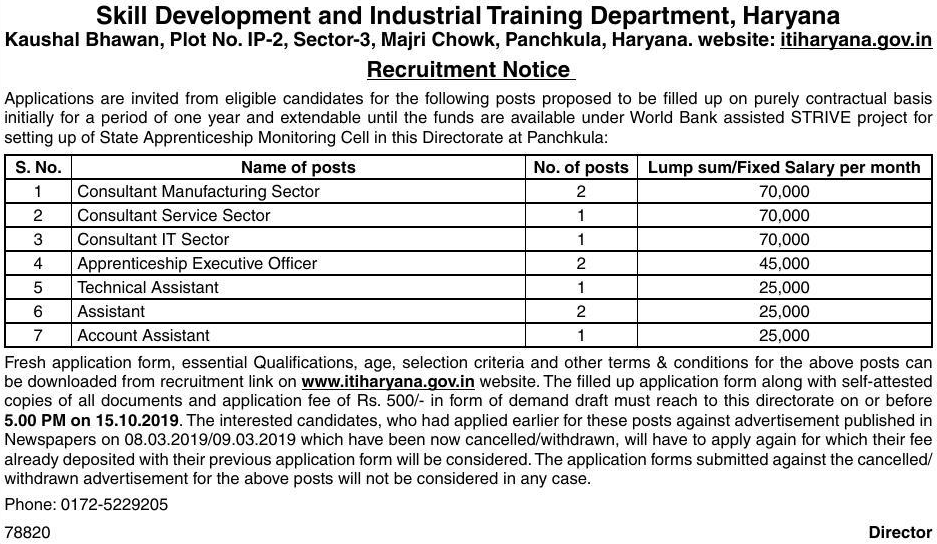 Skill Development and Industrial Training Department, Haryana
Kaushal Bhawan, Plot No. IP-2, Sector-3, Majri Chowk, Panchkula, Haryana. website: itiharyana.gov.in
Recruitment Notice
Applications are invited from eligible candidates for the following posts proposed to be filled up on purely contractual basis
initially for a period of one year and extendable until the funds are available under World Bank assisted STRIVE project for
setting up of State Apprenticeship Monitoring Cell in this Directorate at Panchkula:
S. No. Name of posts No. of posts Lump sum/Fixed Salary per month
1 Consultant Manufacturing Sector 2 70,000
2 Consultant Service Sector 1 70,000
3 Consultant IT Sector 1 70,000
4 Apprenticeship Executive Officer 2 45,000
5 Technical Assistant 1 25,000
6 Assistant 2 25,000
7 Account Assistant 1 25,000
Fresh application form, essential Qualifications, age, selection criteria and other terms & conditions for the above posts can
be downloaded from recruitment link on www.itiharyana.gov.in website. The filled up application form along with self-attested
copies of all documents and application fee of Rs. 500/- in form of demand draft must reach to this directorate on or before
5.00 PM on 15.10.2019. The interested candidates, who had applied earlier for these posts against advertisement published in
Newspapers on 08.03.2019/09.03.2019 which have been now cancelled/withdrawn, will have to apply again for which their fee
already deposited with their previous application form will be considered. The application forms submitted against the cancelled/
withdrawn advertisement for the above posts will not be considered in any case.
Phone: 0172-5229205
78820 Director